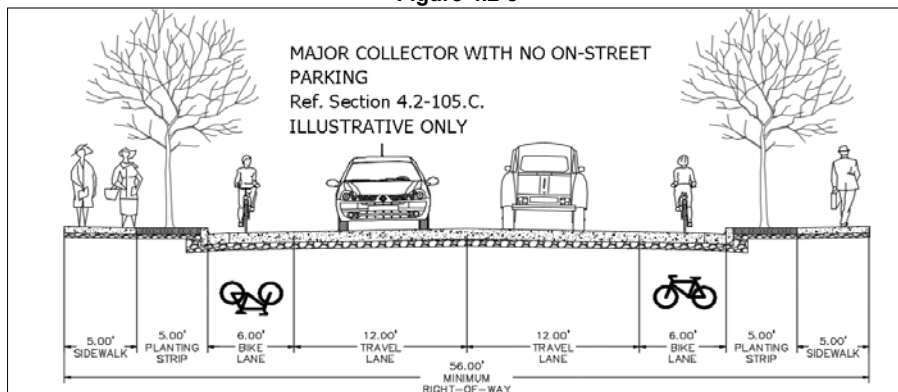 Figure 4.2-5
MAJOR COLLECTOR WITH NO ON-STREET
PARKING
Ref. Section 4.2-105.C.
ILLUSTRATIVE ONLY
5.00'
SIDEWALK
5.00'
PLANTING
STRIP
6.00'
BIKE
LANE
12.00'
TRAVEL
LANE
12.00'
TRAVEL
LANE
6.00'
BIKE
LANE
5.00'
PLANTING
STRIP
5.00'
SIDEWALK
56.00'
MINIMUM
RIGHT-OF-WAY